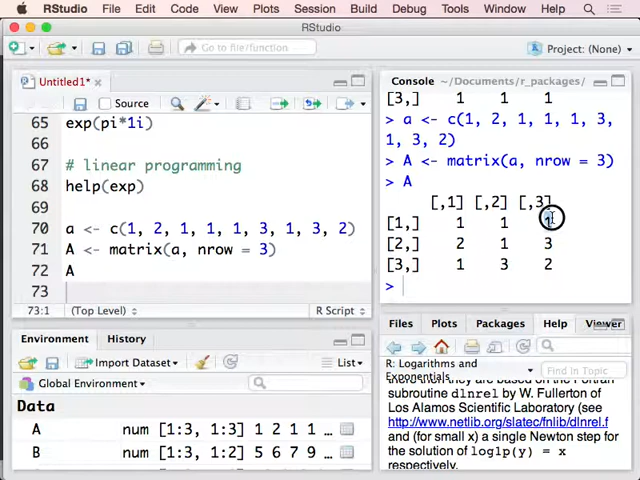 RStudio File Edit Code View Plots Session Build Debug Tools Window Help
RStudio
Go to file/function
Project: (None)
Untitled1*
Source
65 exp(pi*1i)
66
67 # linear programming
68 help(exp)
69
70 a <- c(1, 2, 1, 1, 1, 3, 1, 3, 2)
71 A <- matrix(a, nrow = 3)
72 A
73
73:1 (Top Level) R Script
Environment History
Import Dataset List
Global Environment
Data
A num [1:3, 1:3] 1 2 1 1 ...
B num [1:3, 1:2] 5 6 7 9 ...
Console ~/Documents/r_packages/
[3,] 1 1 1
> a <- c(1, 2, 1, 1, 1, 3,
1, 3, 2)
> A <- matrix(a, nrow = 3)
> A
[,1] [,2] [,3]
[1,] 1 1 1
[2,] 2 1 3
[3,] 1 3 2
>
Files Plots Packages Help Viewer
R: Logarithms and
Exponentials
Find in Topic
subroutine dlnrel by W. Fullerton of
Los Alamos Scientific Laboratory (see
http://www.netlib.org/slatec/fnlib/dlnrel.f
and (for small x) a single Newton step for
the solution of log1p(y) = x
respectively.